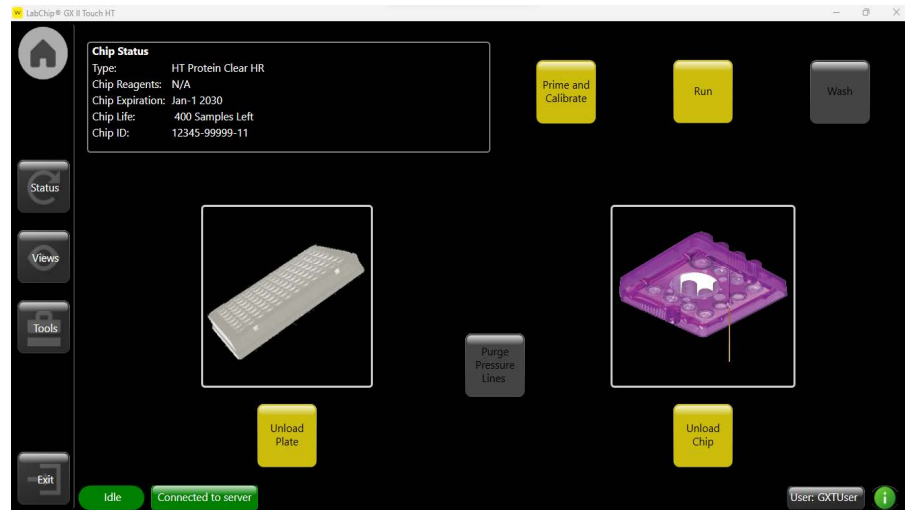 LabChip® GX II Touch HT
Chip Status
Type: HT Protein Clear HR
Chip Reagents: N/A
Chip Expiration: Jan-1 2030
Chip Life: 400 Samples Left
Chip ID: 12345-99999-11
Prime and
Calibrate
Run
Wash
Status
Views
Tools
Purge
Pressure
Lines
Unload
Plate
Unload
Chip
Exit
Idle
Connected to server
User: GXTUser
i